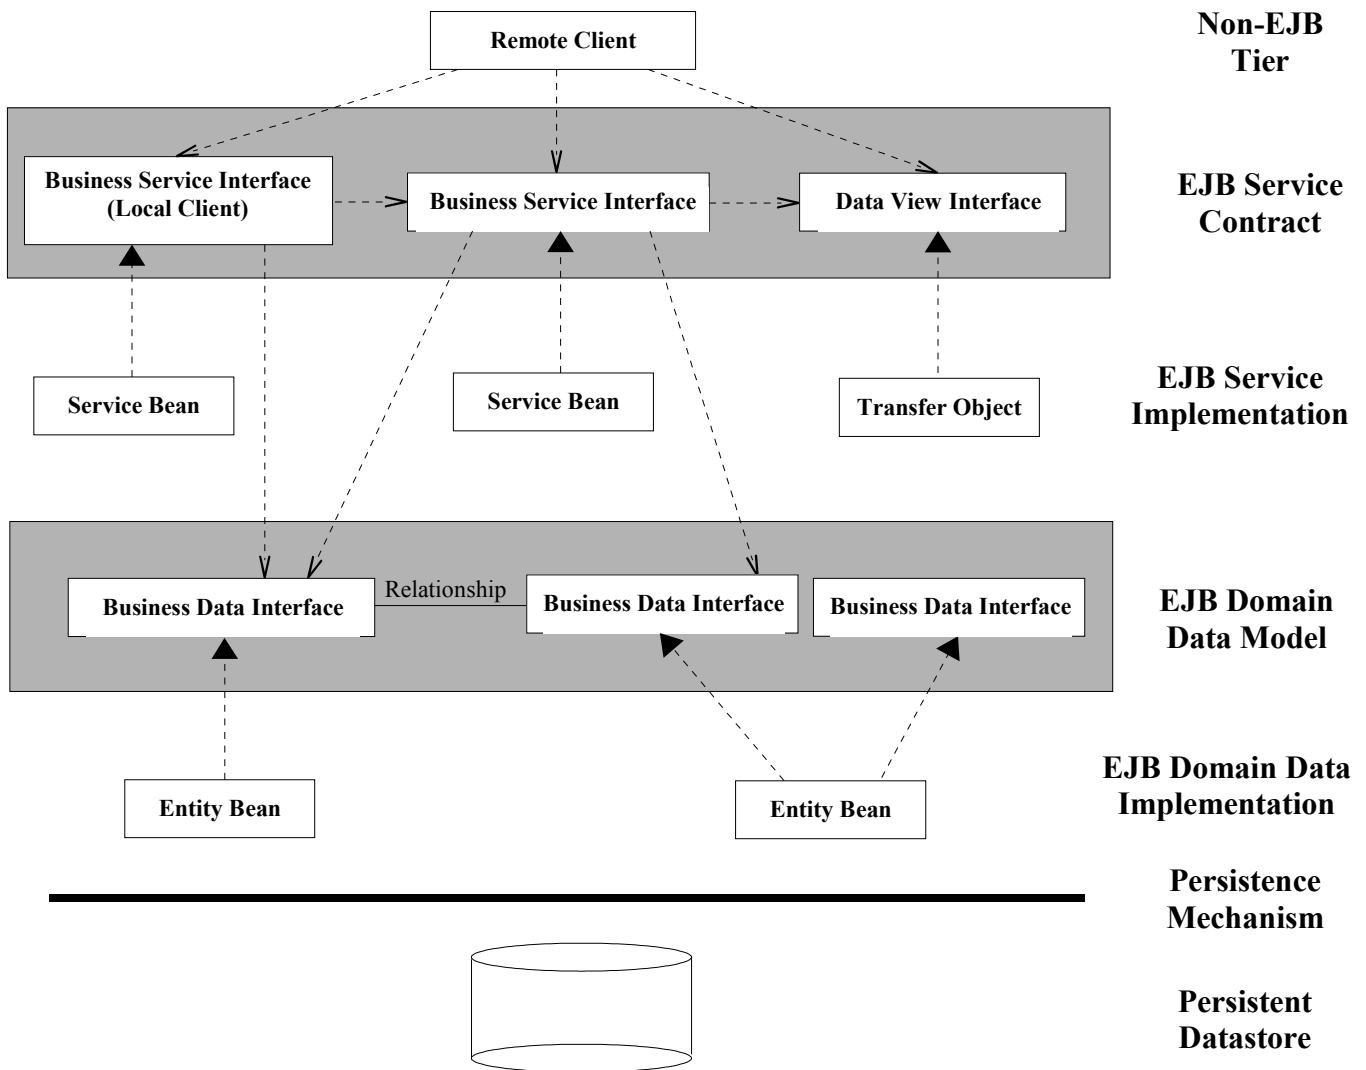 Remote Client
Non-EJB
Tier
Business Service Interface
(Local Client)
Business Service Interface
Data View Interface
EJB Service
Contract
Service Bean
Service Bean
Transfer Object
EJB Service
Implementation
Business Data Interface
Relationship
Business Data Interface
Business Data Interface
EJB Domain
Data Model
Entity Bean
Entity Bean
EJB Domain Data
Implementation
Persistence
Mechanism
Persistent
Datastore